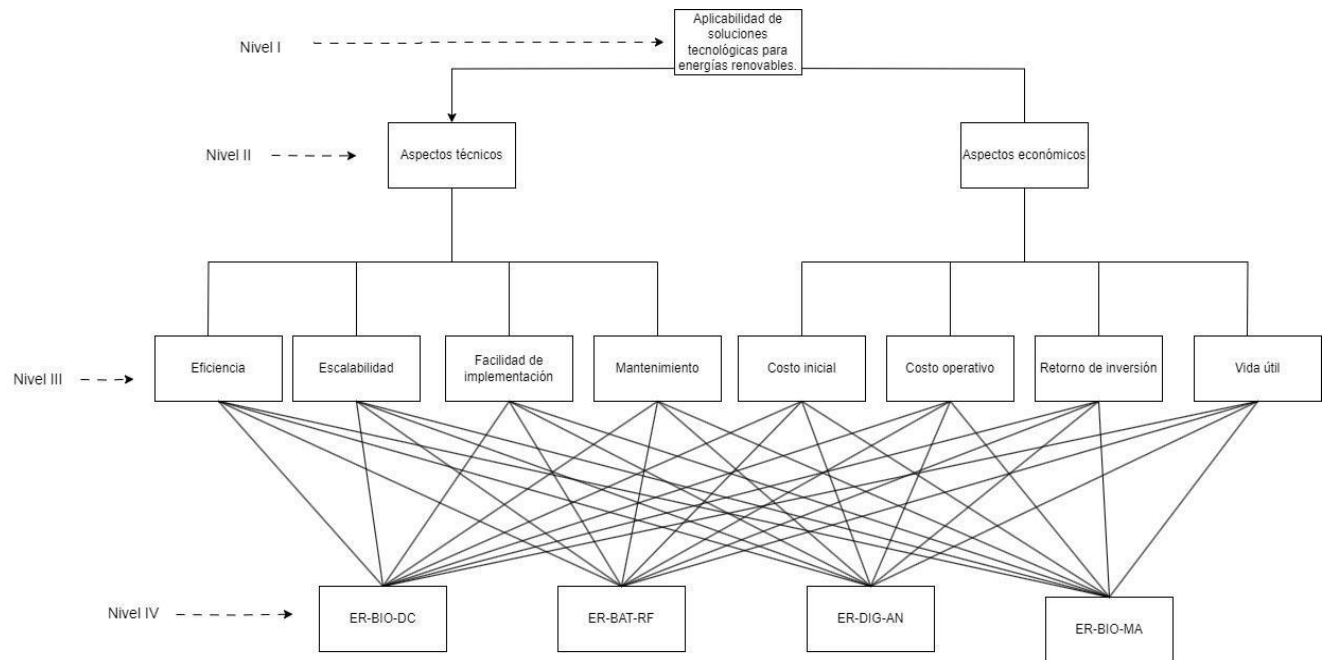 Nivel I
Aplicabilidad de
soluciones
tecnológicas para
energías renovables.
Nivel II
Aspectos técnicos
Aspectos económicos
Nivel III
Eficiencia
Escalabilidad
Facilidad de
implementación
Mantenimiento
Costo inicial
Costo operativo
Retorno de inversión
Vida útil
Nivel IV
ER-BIO-DC
ER-BAT-RF
ER-DIG-AN
ER-BIO-MA